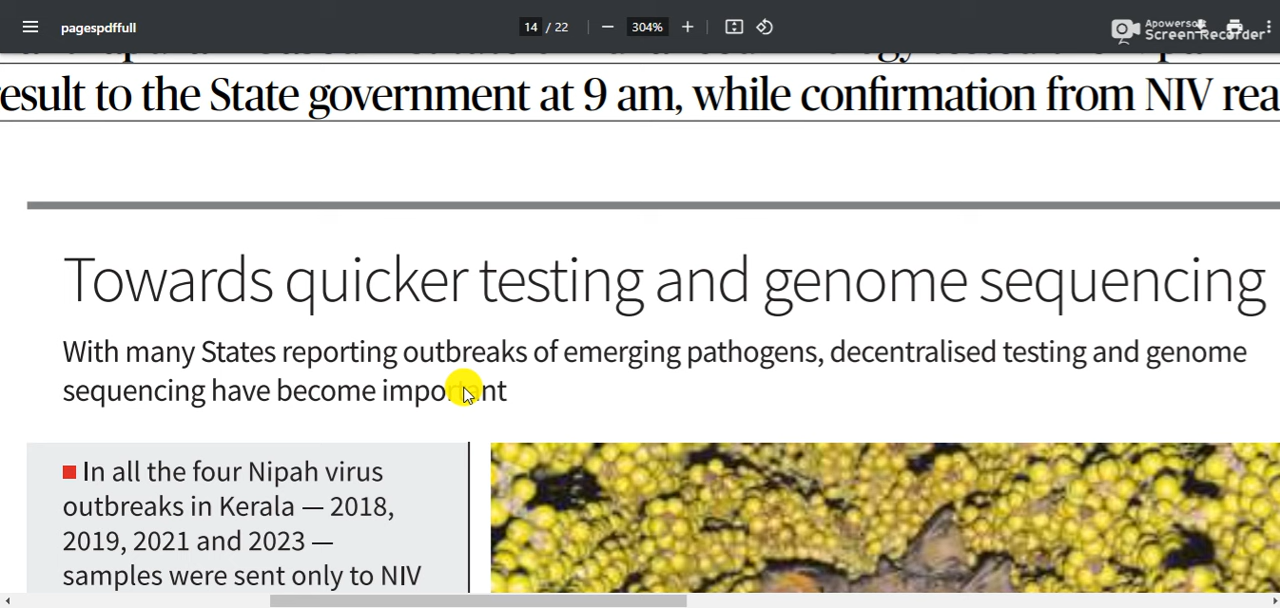 pagespdffull
14 / 22
304%
Apowersoft
Screen Recorder
result to the State government at 9 am, while confirmation from NIV
Towards quicker testing and genome sequencing
With many States reporting outbreaks of emerging pathogens, decentralised testing and genome
sequencing have become important
In all the four Nipah virus
outbreaks in Kerala — 2018,
2019, 2021 and 2023 —
samples were sent only to NIV